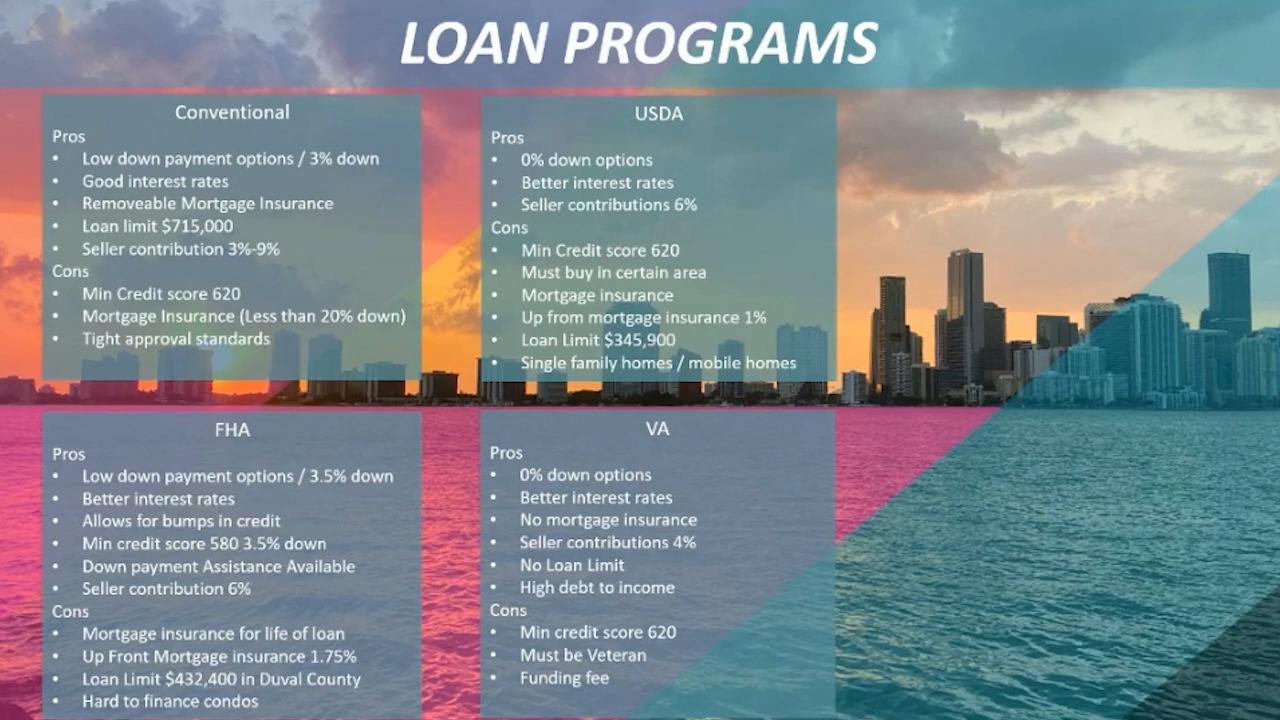 LOAN PROGRAMS
Conventional
Pros
• Low down payment options / 3% down
• Good interest rates
• Removeable Mortgage Insurance
• Loan limit $715,000
• Seller contribution 3%-9%
Cons
• Min Credit score 620
• Mortgage Insurance (Less than 20% down)
• Tight approval standards
USDA
Pros
• 0% down options
• Better interest rates
• Seller contributions 6%
Cons
• Min Credit score 620
• Must buy in certain area
• Mortgage insurance
• Up from mortgage insurance 1%
• Loan Limit $345,900
• Single family homes / mobile homes
FHA
Pros
• Low down payment options / 3.5% down
• Better interest rates
• Allows for bumps in credit
• Min credit score 580 3.5% down
• Down payment Assistance Available
• Seller contribution 6%
Cons
• Mortgage insurance for life of loan
• Up Front Mortgage insurance 1.75%
• Loan Limit $432,400 in Duval County
• Hard to finance condos
VA
Pros
• 0% down options
• Better interest rates
• No mortgage insurance
• Seller contributions 4%
• No Loan Limit
• High debt to income
Cons
• Min credit score 620
• Must be Veteran
• Funding fee